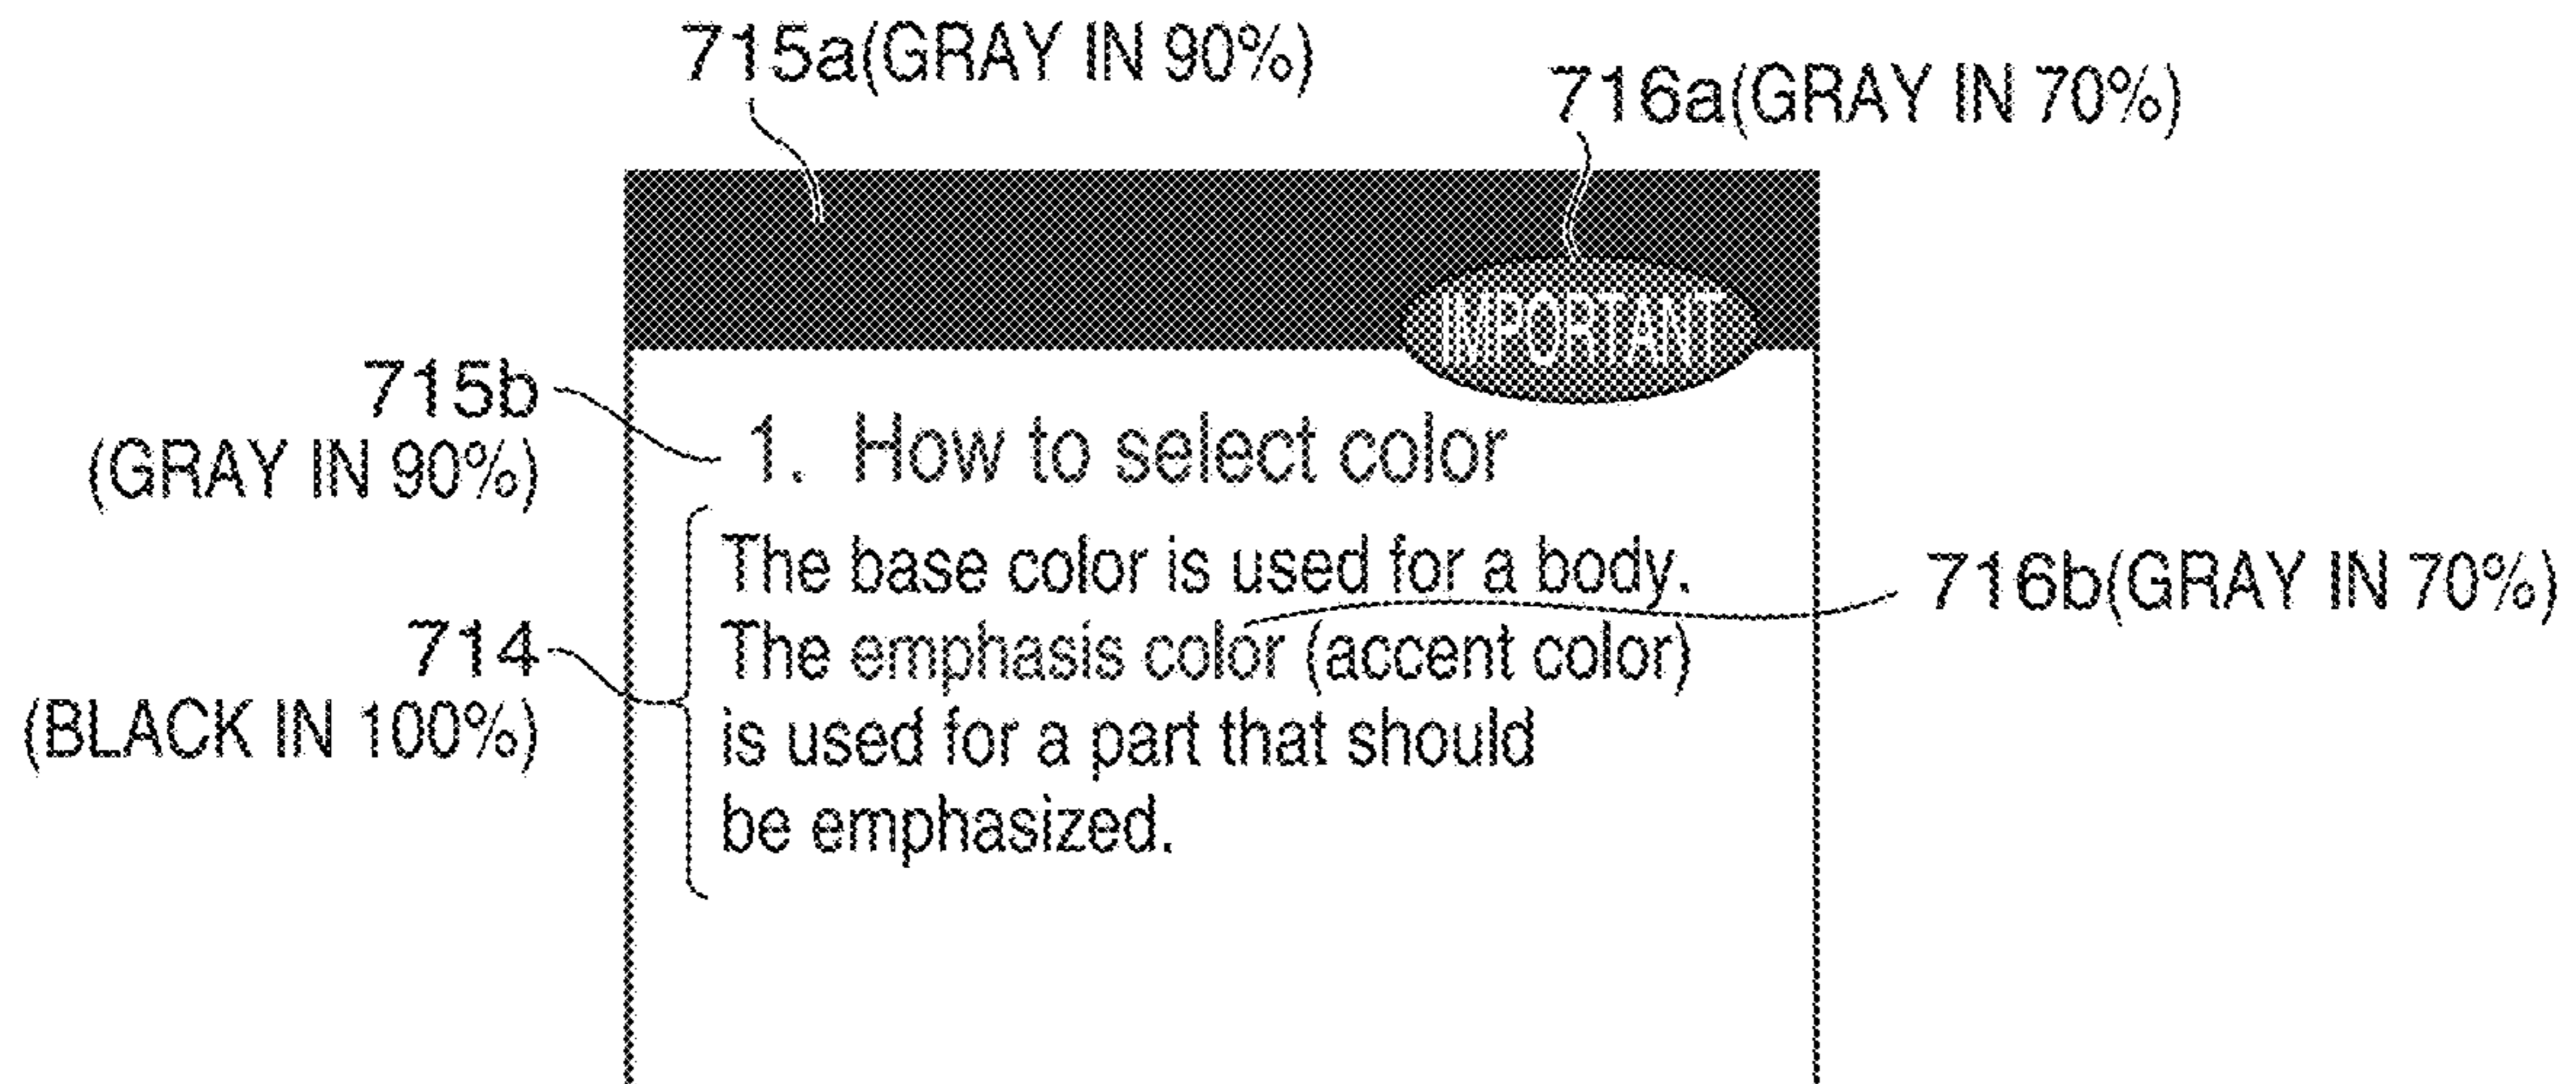 715a(GRAY IN 90%)
716a(GRAY IN 70%)
IMPORTANT
715b
(GRAY IN 90%)
1. How to select color
714
(BLACK IN 100%)
The base color is used for a body.
The emphasis color (accent color)
is used for a part that should
be emphasized.
716b(GRAY IN 70%)